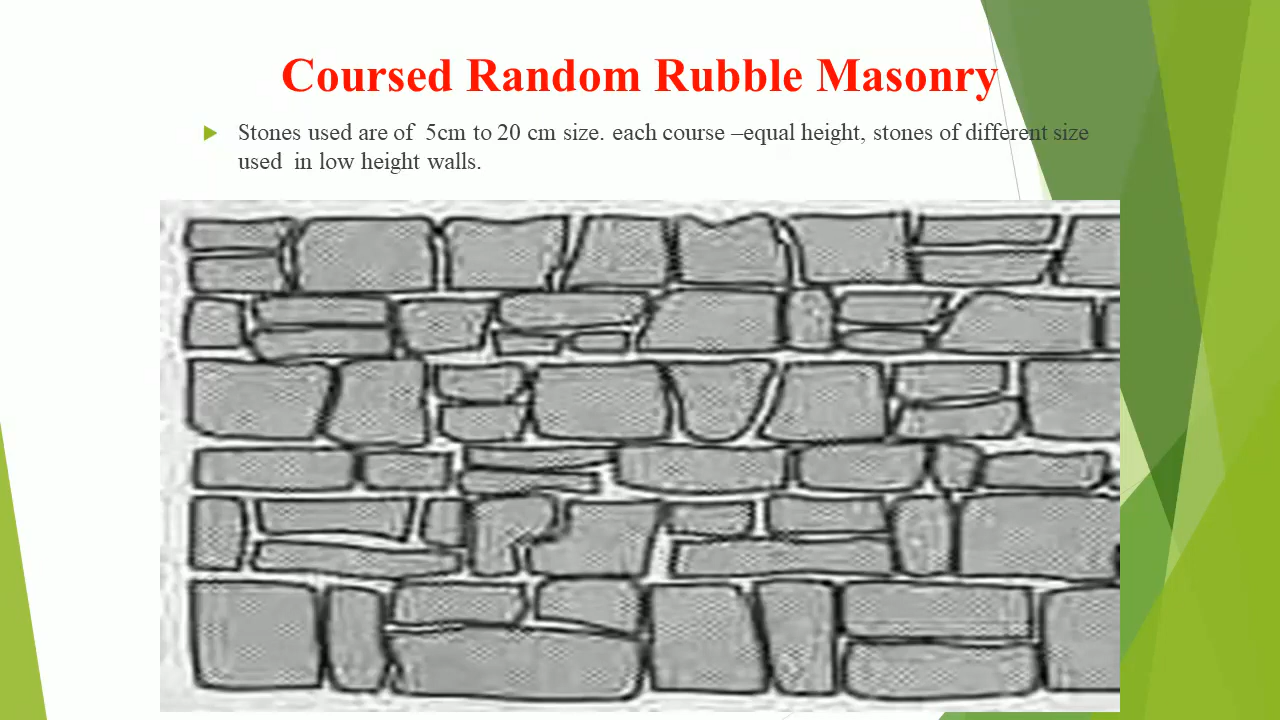 Coursed Random Rubble Masonry
Stones used are of 5cm to 20 cm size. each course –equal height, stones of different size
used in low height walls.